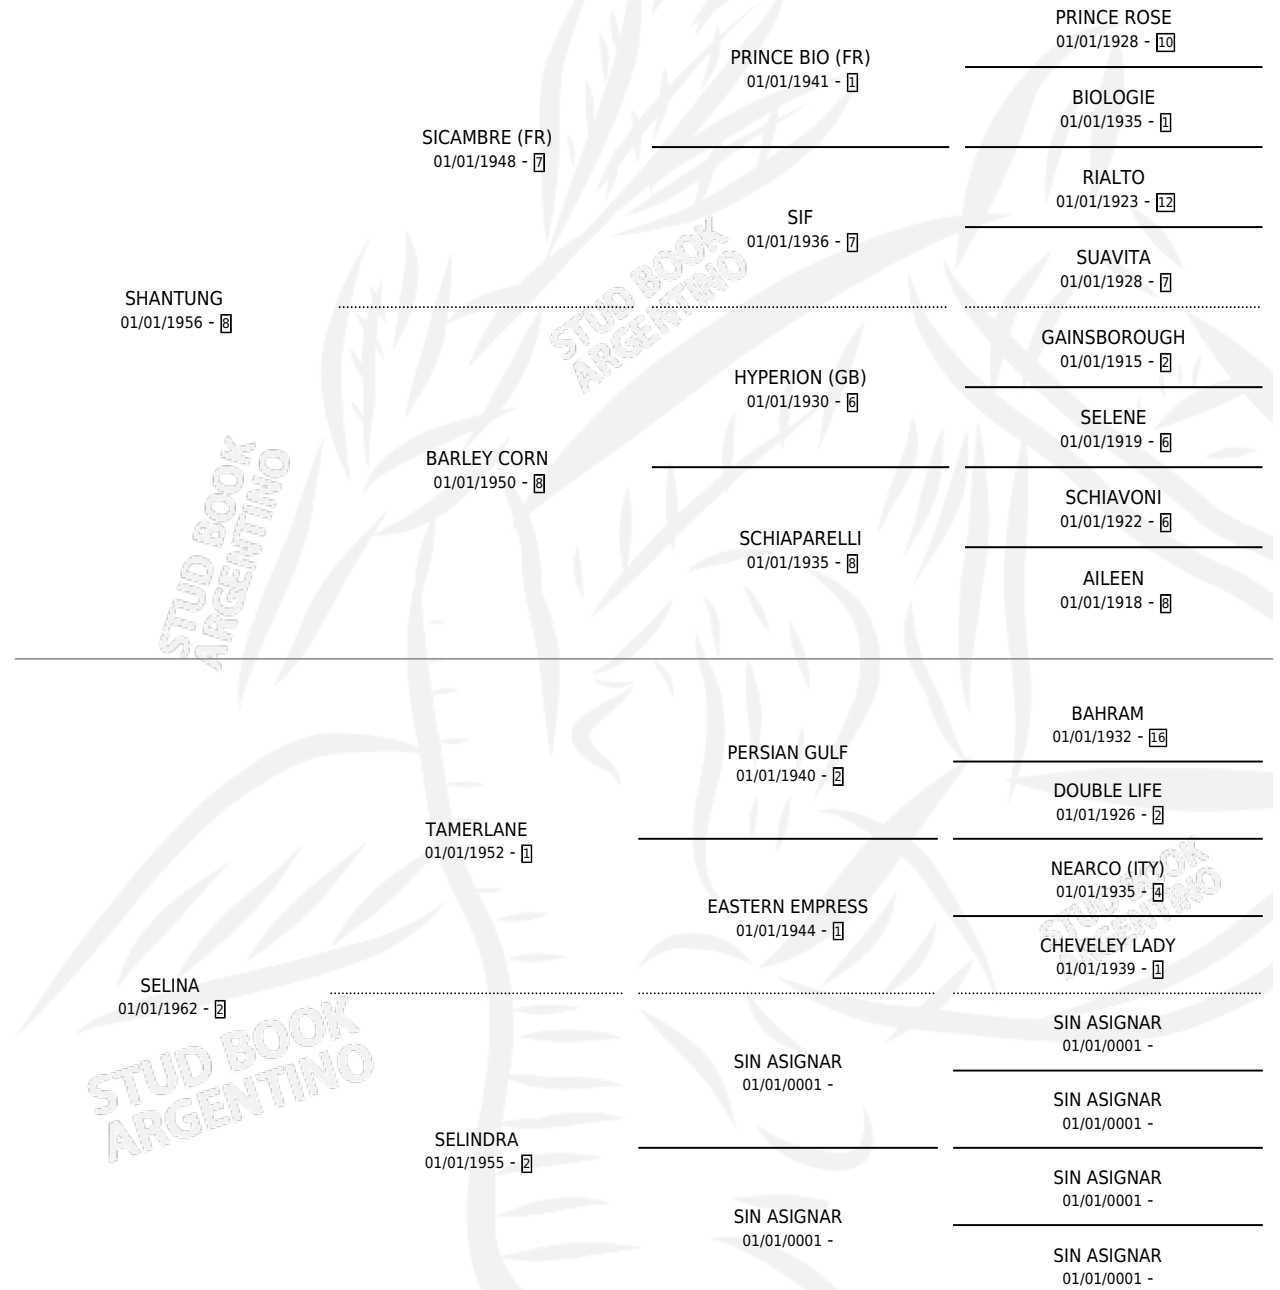 PRINCE ROSE
01/01/1928 - 10
PRINCE BIO (FR)
01/01/1941 - 1
BIOLOGIE
01/01/1935 - 1
SICAMBRE (FR)
01/01/1948 - 7
RIALTO
01/01/1923 - 12
SIF
01/01/1936 - 7
SUAVITA
01/01/1928 - 7
STUD BOOK
ARGENTINO
SHANTUNG
01/01/1956 - 8
GAINSBOROUGH
01/01/1915 - 2
HYPERION (GB)
01/01/1930 - 6
SELENE
01/01/1919 - 6
BARLEY CORN
01/01/1950 - 8
SCHIAVONI
01/01/1922 - 6
SCHIAPARELLI
01/01/1935 - 8
AILEEN
01/01/1918 - 8
STUD BOOK
ARGENTINO
BAHRAM
01/01/1932 - 16
PERSIAN GULF
01/01/1940 - 2
DOUBLE LIFE
01/01/1926 - 2
TAMERLANE
01/01/1952 - 1
NEARCO (ITY)
01/01/1935 - 4
EASTERN EMPRESS
01/01/1944 - 1
CHEVELEY LADY
01/01/1939 - 1
STUD BOOK
ARGENTINO
SELINA
01/01/1962 - 2
SIN ASIGNAR
01/01/0001 -
SIN ASIGNAR
01/01/0001 -
SIN ASIGNAR
01/01/0001 -
SELINDRA
01/01/1955 - 2
SIN ASIGNAR
01/01/0001 -
SIN ASIGNAR
01/01/0001 -
SIN ASIGNAR
01/01/0001 -
STUD BOOK
ARGENTINO